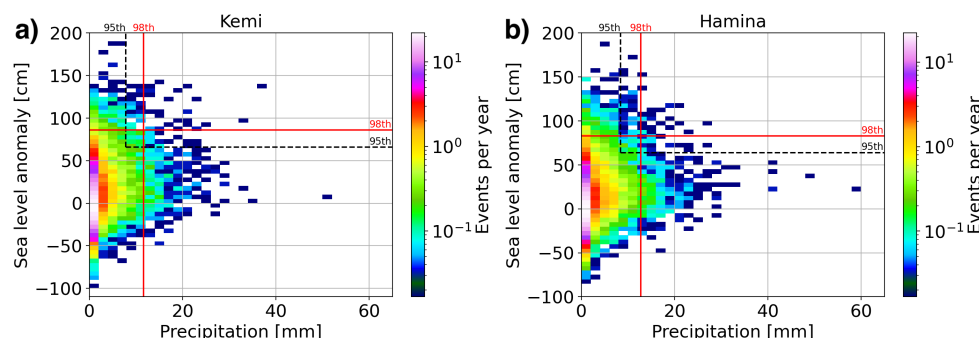 a)
Kemi
95th
98th
200
150
100
50
0
−50
−100
Sea level anomaly [cm]
98th
95th
0
20
40
60
Precipitation [mm]
10¹
10⁰
10⁻¹
Events per year
b)
Hamina
95th
98th
200
150
100
50
0
−50
−100
Sea level anomaly [cm]
98th
95th
0
20
40
60
Precipitation [mm]
10¹
10⁰
10⁻¹
Events per year